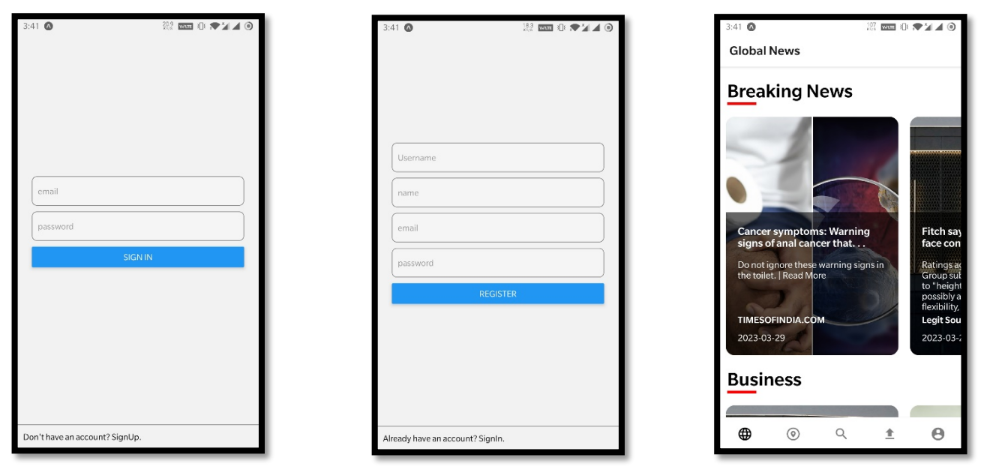 3:41
email
password
SIGN IN
Don't have an account? SignUp.
3:41
Username
name
email
password
REGISTER
Already have an account? SignIn.
3:41
Global News
Breaking News
Cancer symptoms: Warning
signs of anal cancer that. . .
Do not ignore these warning signs in
the toilet. | Read More
TIMESOFINDIA.COM
2023-03-29
Fitch say
face con
Ratings ag
Group sub
to "height
possibly a
flexibility,
Legit Sou
2023-03-2
Business